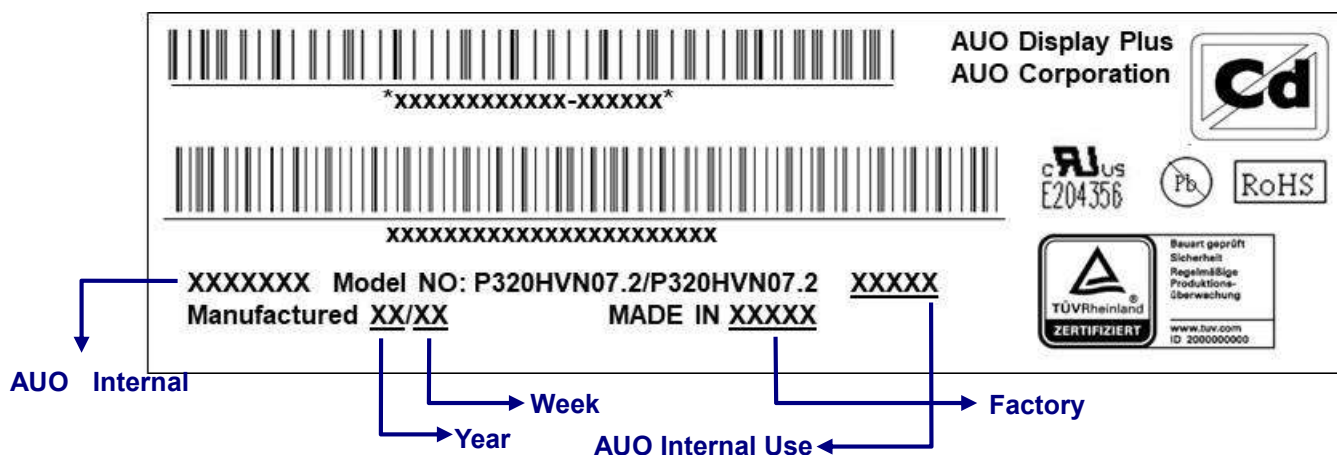 AUO Display Plus
AUO Corporation
Cd
*xxxxxxxxxxxx-xxxxxx*
c RU us
E204356
Pb
RoHS
xxxxxxxxxxxxxxxxxxxxxxx
XXXXXXX Model NO: P320HVN07.2/P320HVN07.2 XXXXX
Manufactured XX/XX MADE IN XXXXX
TÜVRheinland®
ZERTIFIZIERT
Bauart geprüft
Sicherheit
Regelmäßige
Produktions-
überwachung
www.tuv.com
ID 2000000000
AUO Internal
Week
Year
Factory
AUO Internal Use